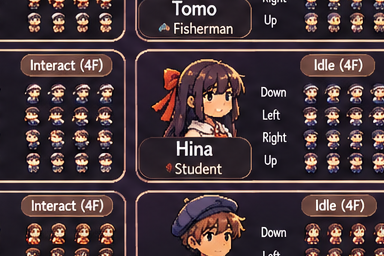 Tomo
Right
Up
Fisherman
Interact (4F)
Idle (4F)
Down
Left
Right
Up
Hina
Student
Interact (4F)
Idle (4F)
Down
Left